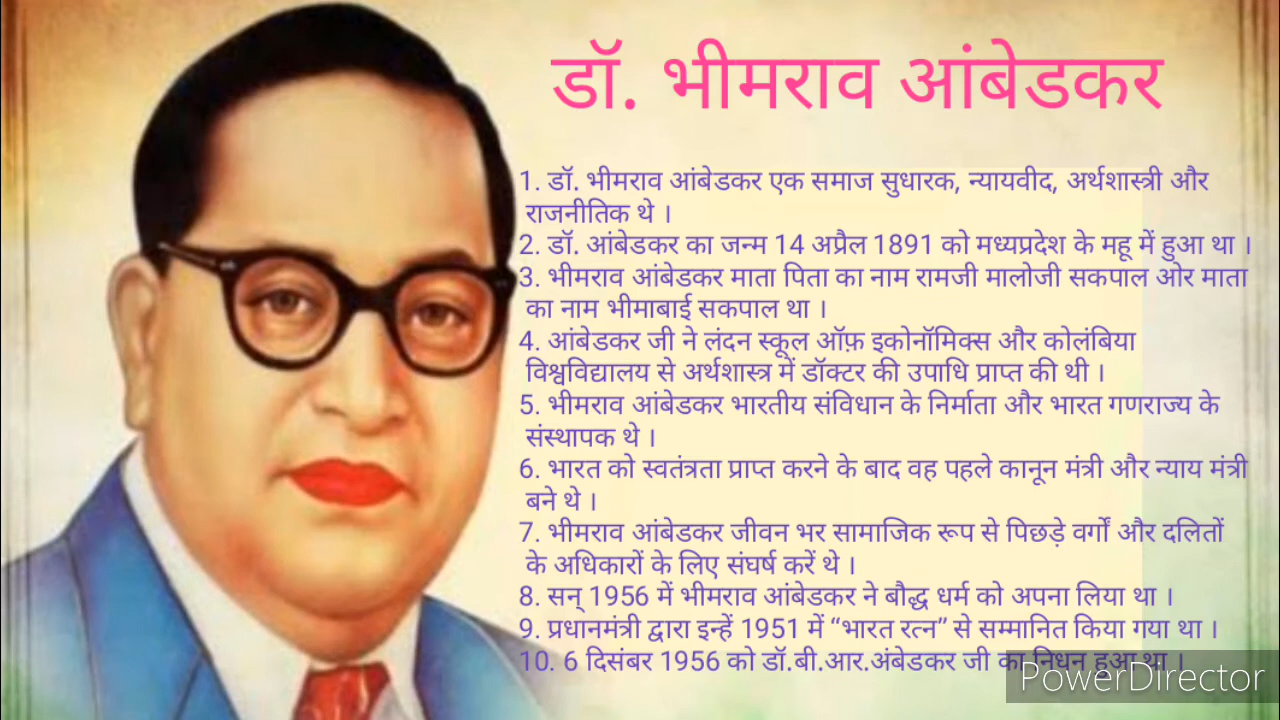 डॉ. भीमराव आंबेडकर
1. डॉ. भीमराव आंबेडकर एक समाज सुधारक, न्यायवीद, अर्थशास्त्री और
राजनीतिक थे ।
2. डॉ. आंबेडकर का जन्म 14 अप्रैल 1891 को मध्यप्रदेश के महू में हुआ था ।
3. भीमराव आंबेडकर माता पिता का नाम रामजी मालोजी सकपाल ओर माता
का नाम भीमाबाई सकपाल था ।
4. आंबेडकर जी ने लंदन स्कूल ऑफ़ इकोनॉमिक्स और कोलंबिया
विश्वविद्यालय से अर्थशास्त्र में डॉक्टर की उपाधि प्राप्त की थी ।
5. भीमराव आंबेडकर भारतीय संविधान के निर्माता और भारत गणराज्य के
संस्थापक थे ।
6. भारत को स्वतंत्रता प्राप्त करने के बाद वह पहले कानून मंत्री और न्याय मंत्री
बने थे ।
7. भीमराव आंबेडकर जीवन भर सामाजिक रूप से पिछड़े वर्गों और दलितों
के अधिकारों के लिए संघर्ष करें थे ।
8. सन् 1956 में भीमराव आंबेडकर ने बौद्ध धर्म को अपना लिया था ।
9. प्रधानमंत्री द्वारा इन्हें 1951 में “भारत रत्न” से सम्मानित किया गया था ।
10. 6 दिसंबर 1956 को डॉ.बी.आर.अंबेडकर जी का निधन हुआ था ।
PowerDirector